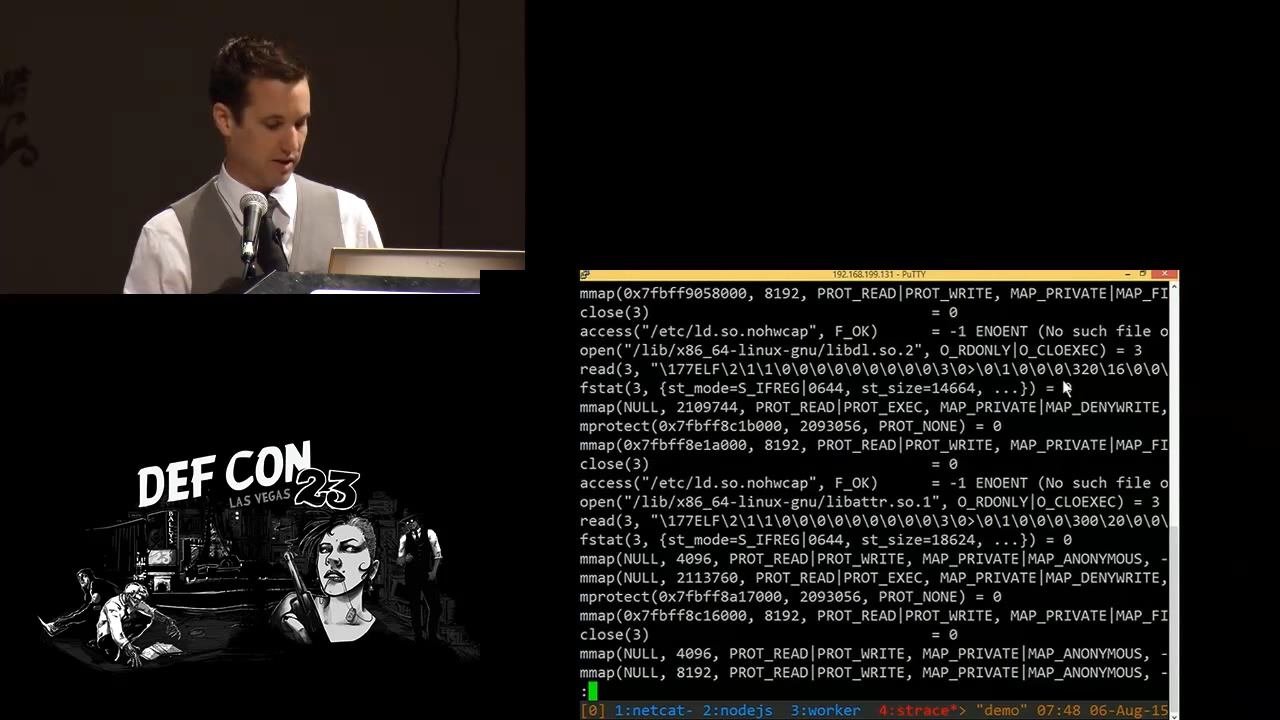 192.168.199.131 - PuTTY
mmap(0x7fbff9058000, 8192, PROT_READ|PROT_WRITE, MAP_PRIVATE|MAP_FI
close(3) = 0
access("/etc/ld.so.nohwcap", F_OK) = -1 ENOENT (No such file o
open("/lib/x86_64-linux-gnu/libdl.so.2", O_RDONLY|O_CLOEXEC) = 3
read(3, "\177ELF\2\1\1\0\0\0\0\0\0\0\0\0\3\0>\0\1\0\0\0\320\16\0\0\
fstat(3, {st_mode=S_IFREG|0644, st_size=14664, ...}) =
mmap(NULL, 2109744, PROT_READ|PROT_EXEC, MAP_PRIVATE|MAP_DENYWRITE,
mprotect(0x7fbff8c1b000, 2093056, PROT_NONE) = 0
mmap(0x7fbff8e1a000, 8192, PROT_READ|PROT_WRITE, MAP_PRIVATE|MAP_FI
close(3) = 0
access("/etc/ld.so.nohwcap", F_OK) = -1 ENOENT (No such file o
open("/lib/x86_64-linux-gnu/libattr.so.1", O_RDONLY|O_CLOEXEC) = 3
read(3, "\177ELF\2\1\1\0\0\0\0\0\0\0\0\0\3\0>\0\1\0\0\0\300\20\0\0\
fstat(3, {st_mode=S_IFREG|0644, st_size=18624, ...}) = 0
mmap(NULL, 4096, PROT_READ|PROT_WRITE, MAP_PRIVATE|MAP_ANONYMOUS, -
mmap(NULL, 2113760, PROT_READ|PROT_EXEC, MAP_PRIVATE|MAP_DENYWRITE,
mprotect(0x7fbff8a17000, 2093056, PROT_NONE) = 0
mmap(0x7fbff8c16000, 8192, PROT_READ|PROT_WRITE, MAP_PRIVATE|MAP_FI
close(3) = 0
mmap(NULL, 4096, PROT_READ|PROT_WRITE, MAP_PRIVATE|MAP_ANONYMOUS, -
mmap(NULL, 8192, PROT_READ|PROT_WRITE, MAP_PRIVATE|MAP_ANONYMOUS, -
:
[0] 1:netcat- 2:nodejs 3:worker 4:strace*> "demo" 07:48 06-Aug-15
DEF CON
LAS VEGAS 23
BALLYS